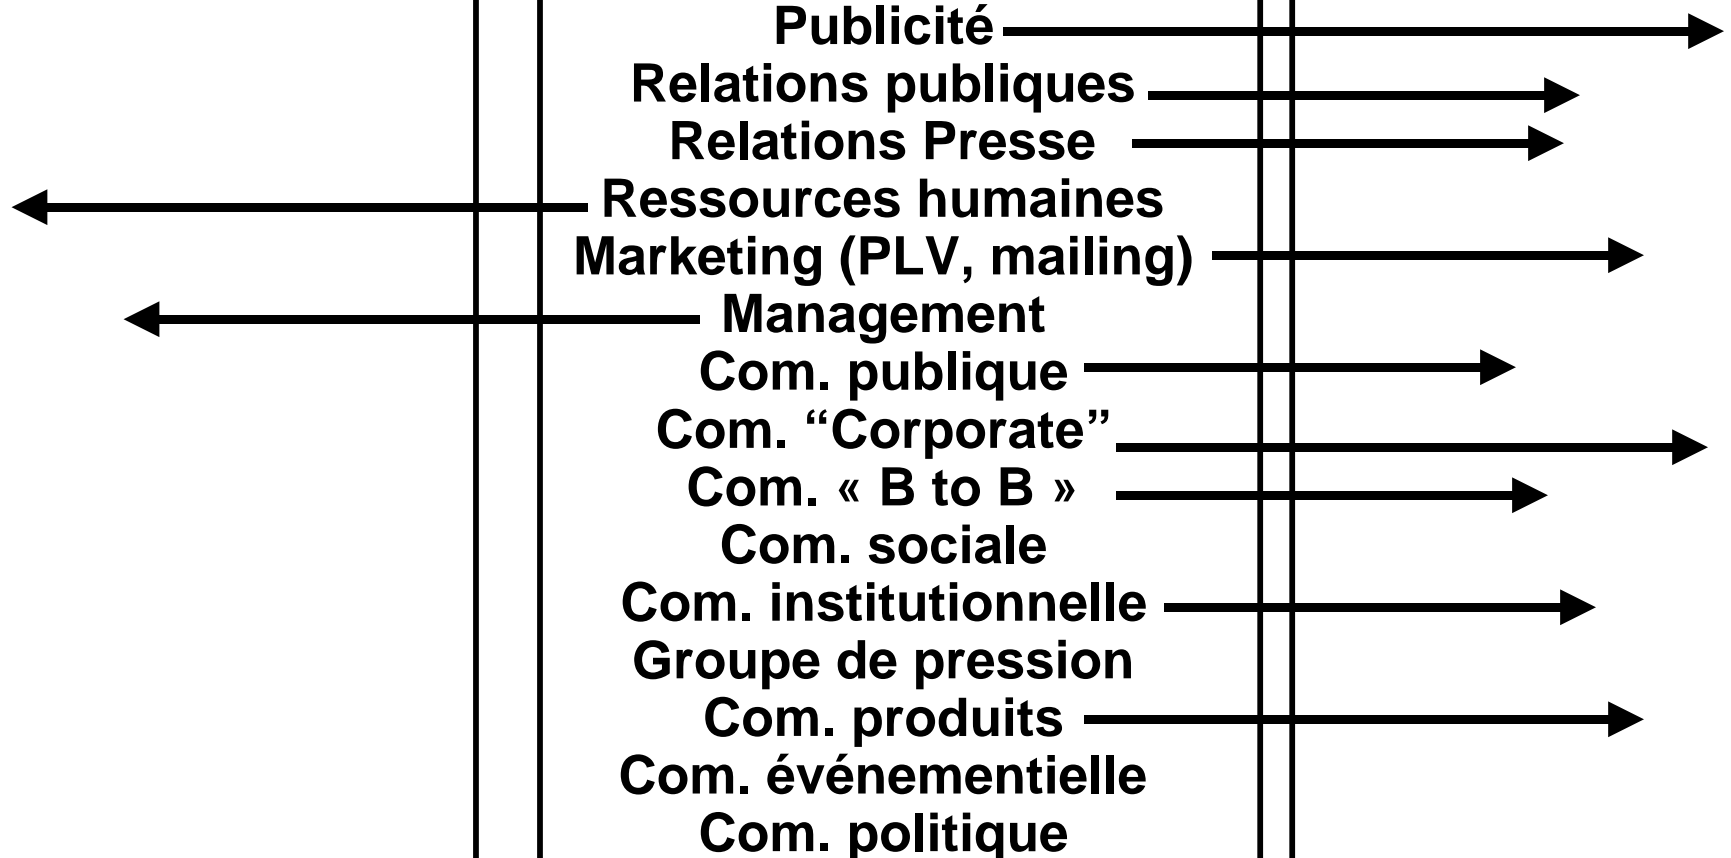 Publicité
Relations publiques
Relations Presse
Ressources humaines
Marketing (PLV, mailing)
Management
Com. publique
Com. “Corporate”
Com. « B to B »
Com. sociale
Com. institutionnelle
Groupe de pression
Com. produits
Com. événementielle
Com. politique